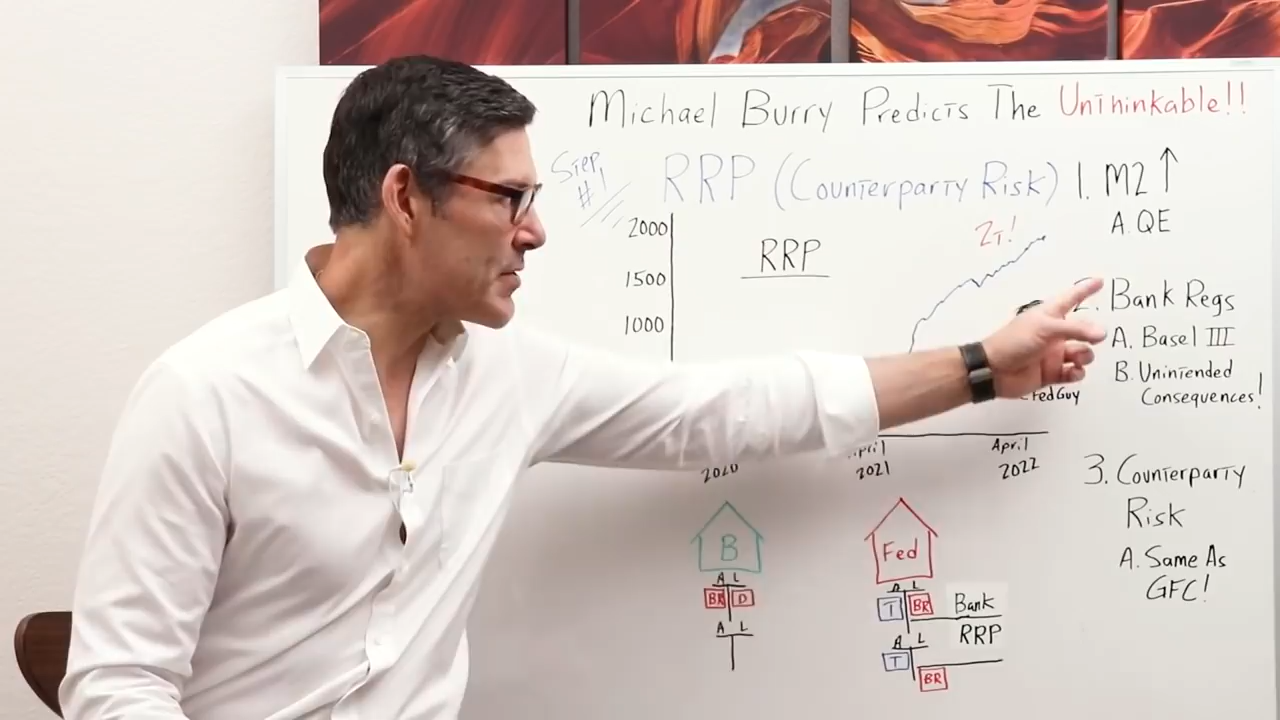 Michael Burry Predicts The Unthinkable!!
Step #1
RRP (Counterparty Risk)
2000
1500
1000
RRP
2T!
FedGuy
2020
April 2021
April 2022
1. M2 ↑
A. QE
2. Bank Regs
A. Basel III
B. Unintended
Consequences!
3. Counterparty
Risk
A. Same As
GFC!
B
A L
BR D
A L
Fed
A L
T BR Bank
RRP
A L
T
BR